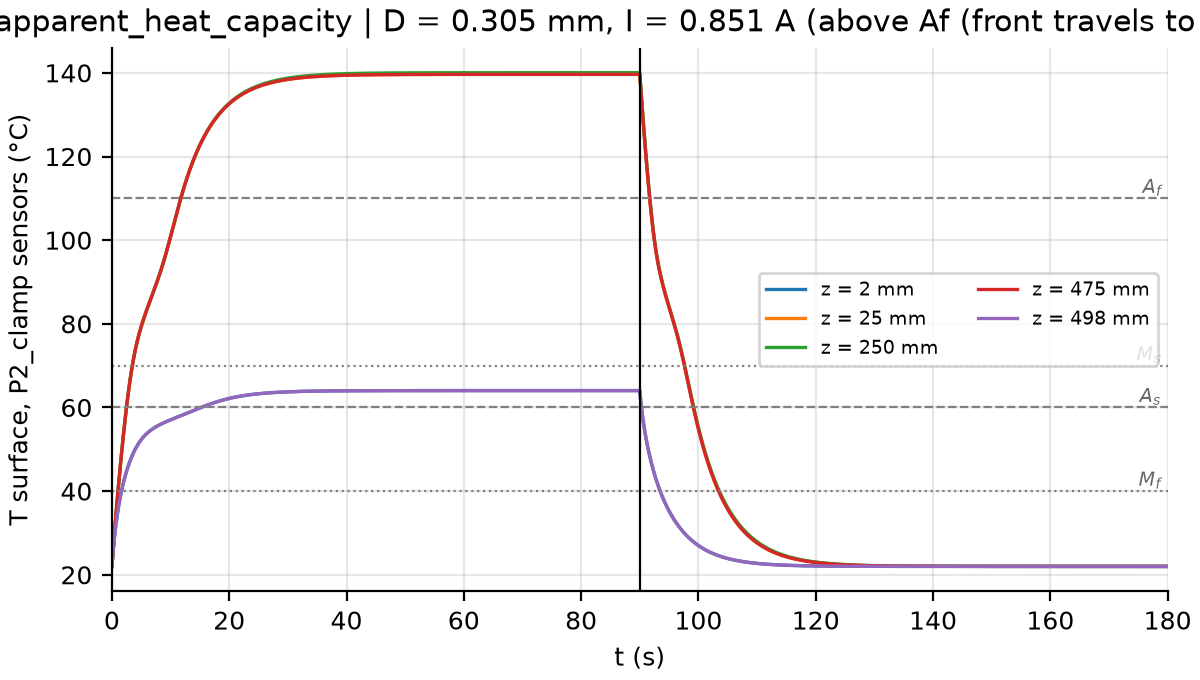 apparent_heat_capacity | D = 0.305 mm, I = 0.851 A (above Af (front travels to
T surface, P2_clamp sensors (°C)
140
120
100
80
60
40
20
A_f
M_s
A_s
M_f
z = 2 mm
z = 25 mm
z = 250 mm
z = 475 mm
z = 498 mm
0 20 40 60 80 100 120 140 160 180
t (s)